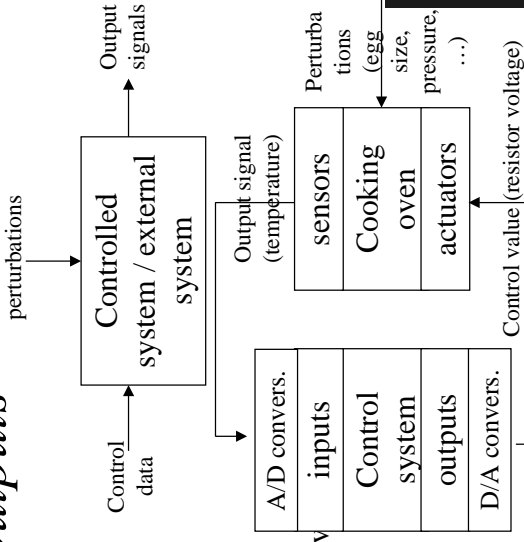 perturbations
Output
signals
Controlled
system / external
system
Control
data
Output signal
(temperature)
Perturba
tions
(egg
size,
pressure,
…)
sensors
Cooking
oven
actuators
A/D convers.
inputs
Control
system
outputs
D/A convers.
Control value (resistor voltage)